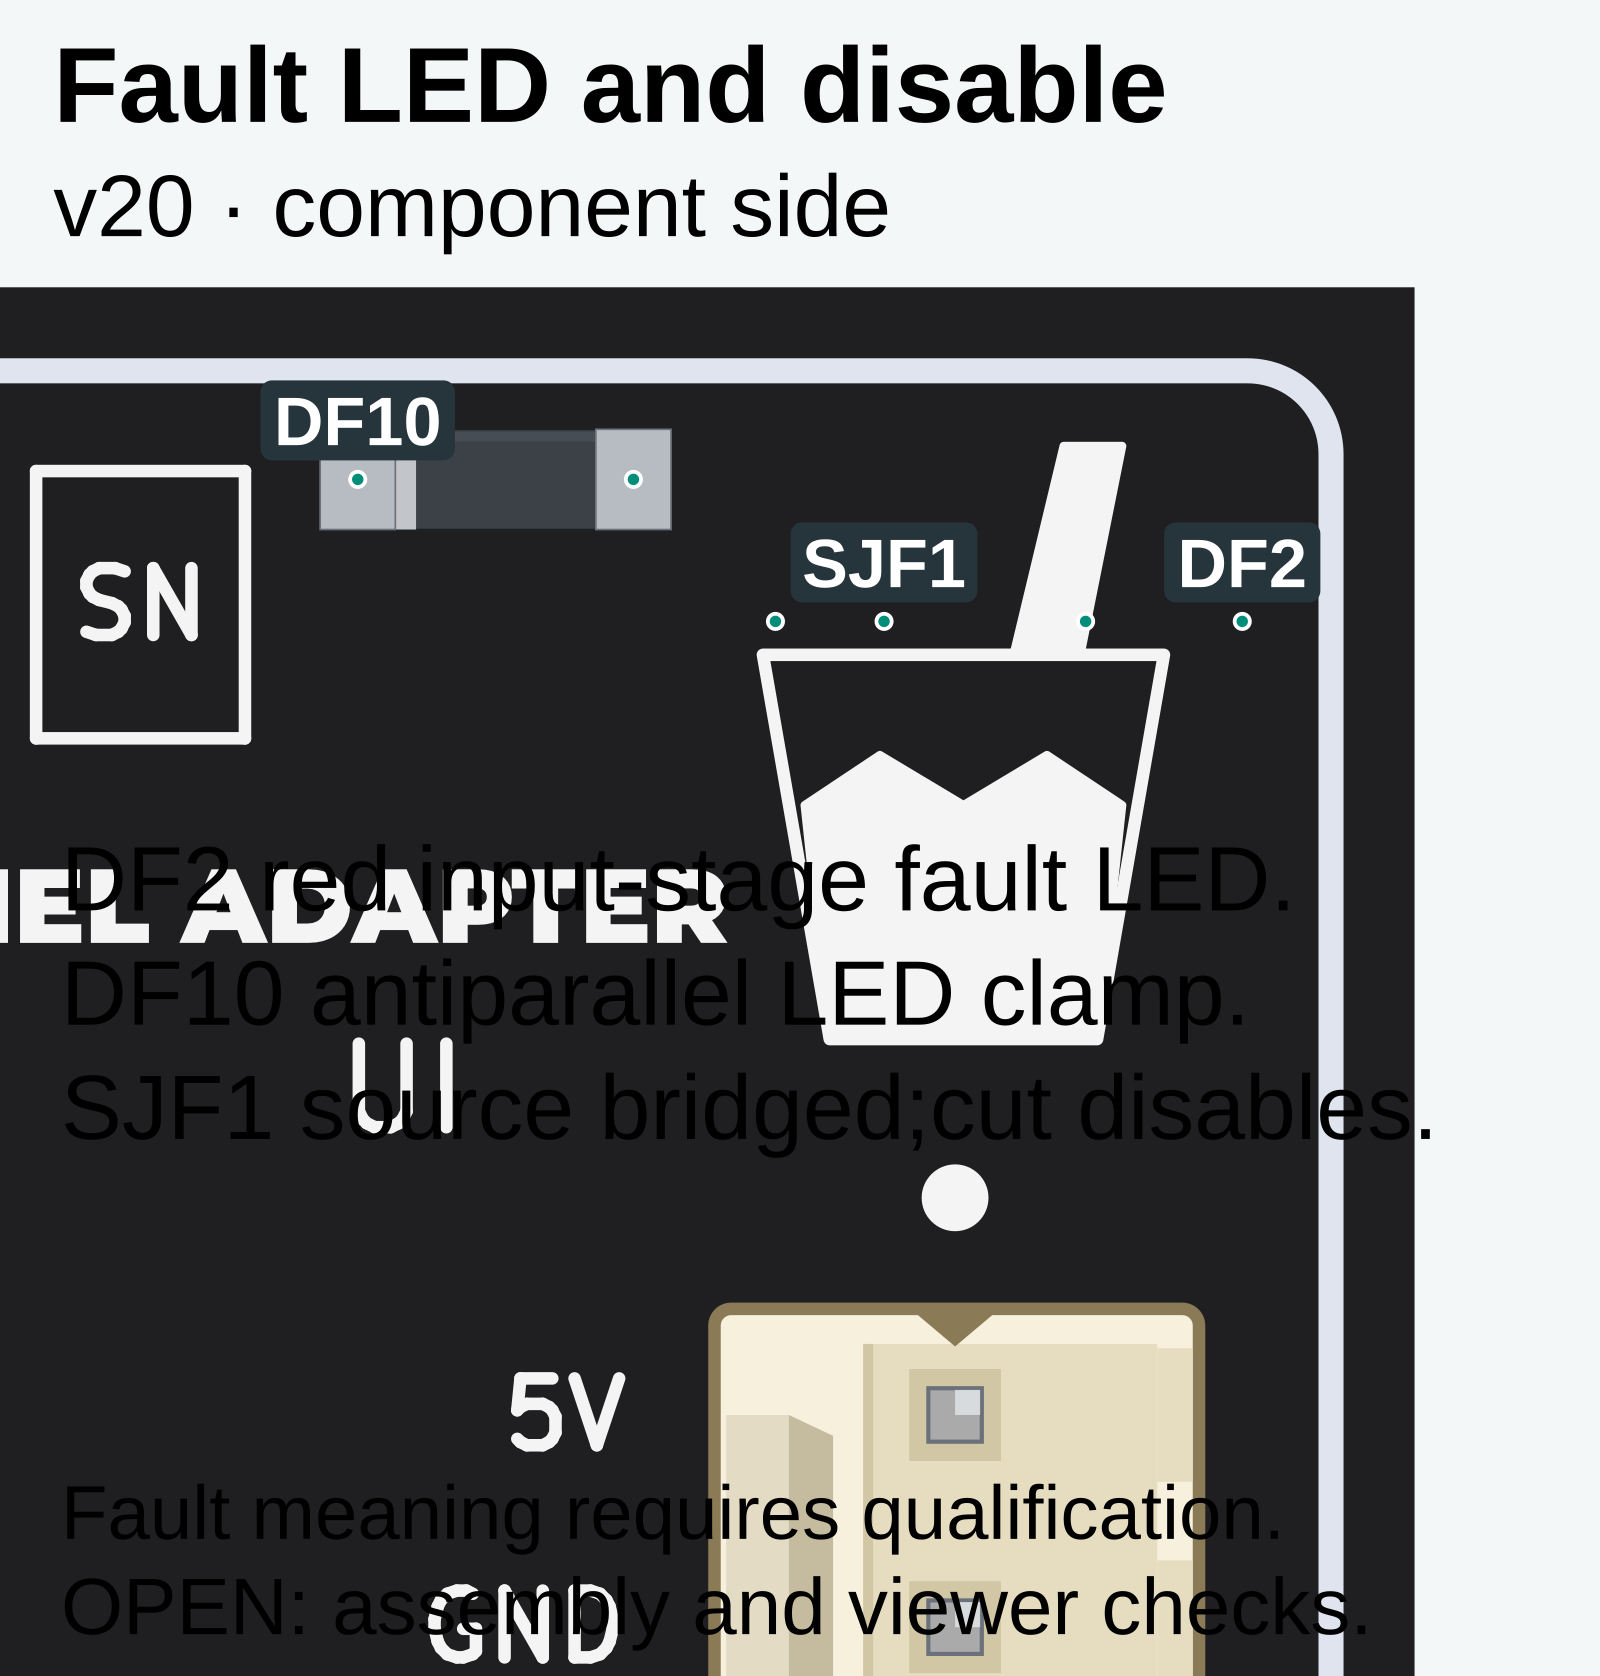 Fault LED and disable
v20 · component side
DF10
SJF1
DF2
SN
DF2 red input-stage fault LED.
ADAPTER
DF10 antiparallel LED clamp.
UI
SJF1 source bridged;cut disables.
5V
Fault meaning requires qualification.
OPEN: assembly and viewer checks.
GND